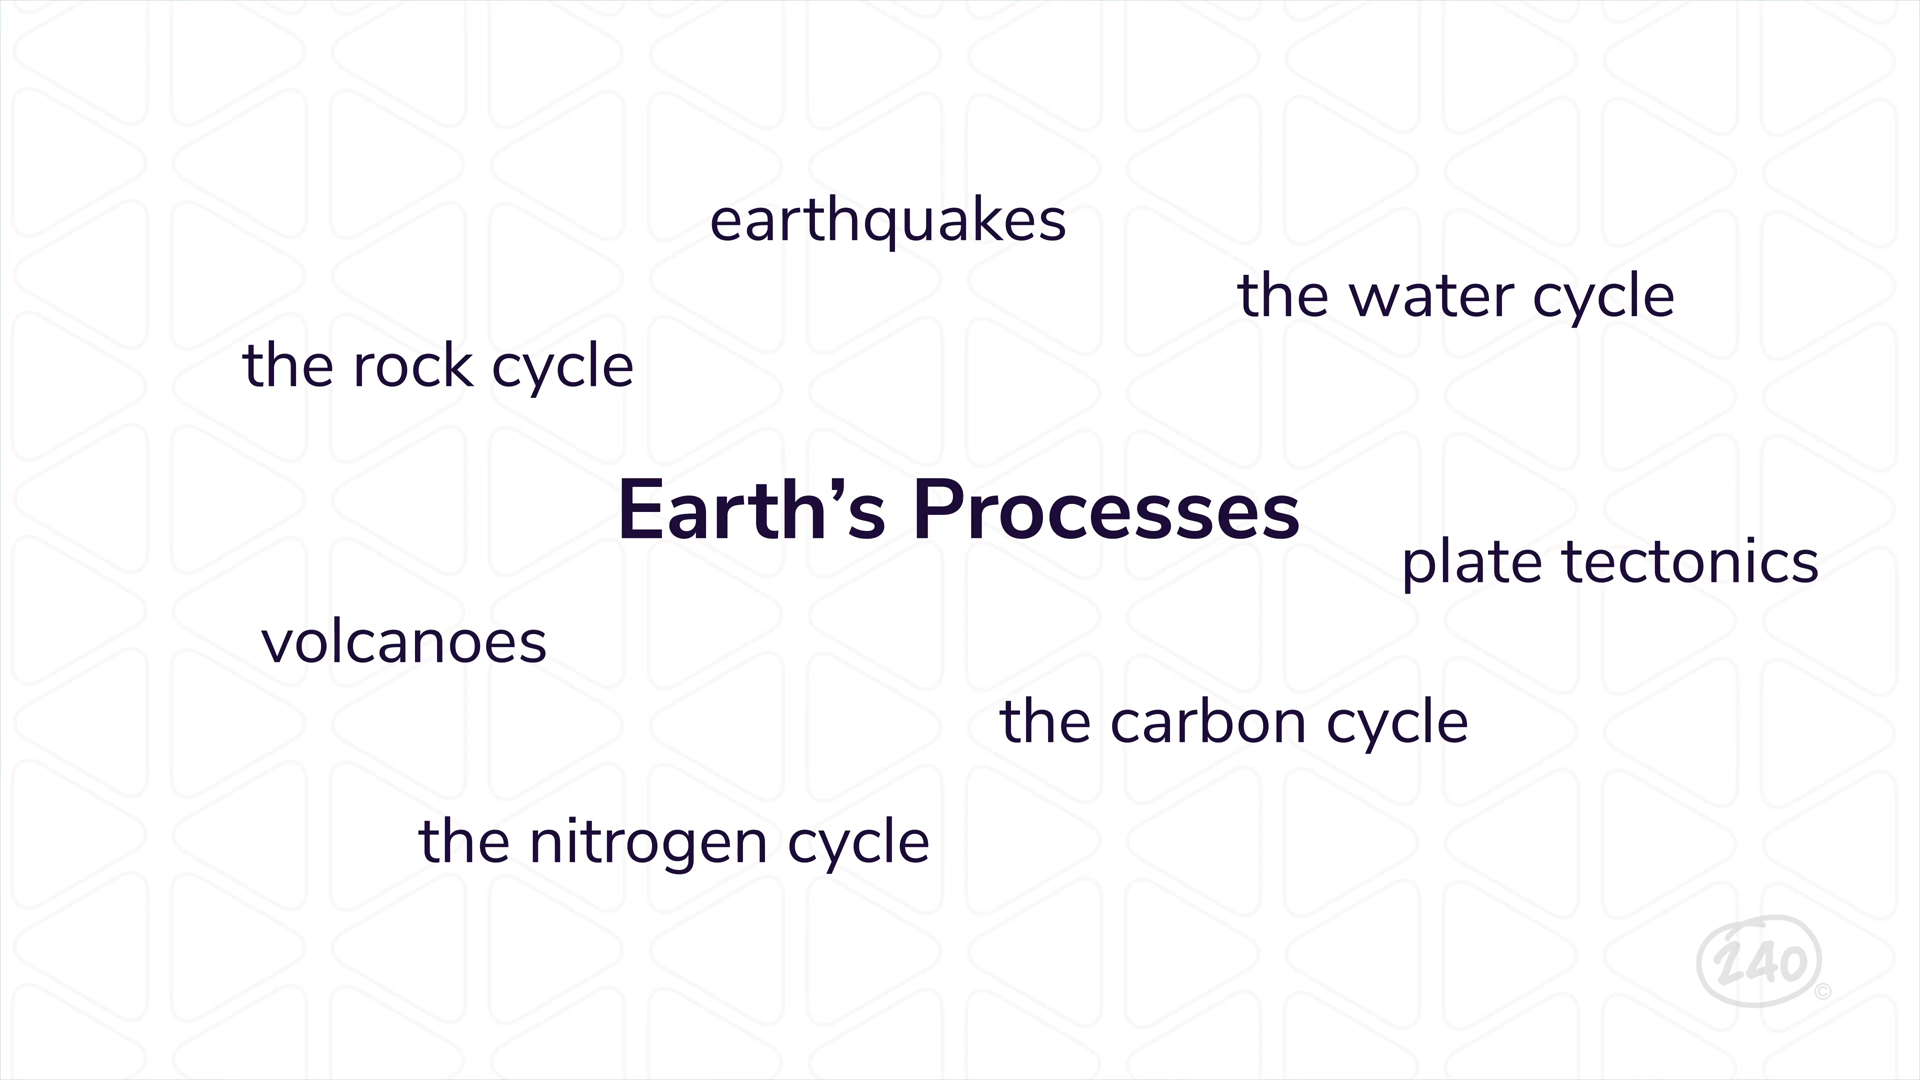 earthquakes
the water cycle
the rock cycle
Earth’s Processes
plate tectonics
volcanoes
the carbon cycle
the nitrogen cycle
240
©